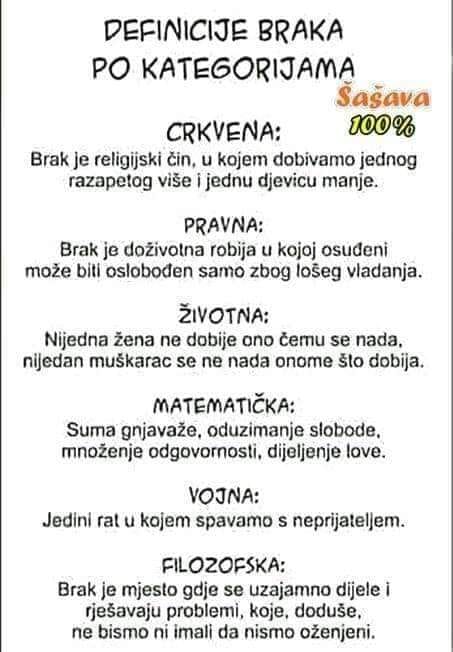 DEFINICIJE BRAKA
PO KATEGORIJAMA
Šašava
100%
CRKVENA:
Brak je religijski čin, u kojem dobivamo jednog
razapetog više i jednu djevicu manje.
PRAVNA:
Brak je doživotna robija u kojoj osuđeni
može biti oslobođen samo zbog lošeg vladanja.
ŽIVOTNA:
Nijedna žena ne dobije ono čemu se nada,
nijedan muškarac se ne nada onome što dobija.
MATEMATIČKA:
Suma gnjavaže, oduzimanje slobode,
množenje odgovornosti, dijeljenje love.
VOJNA:
Jedini rat u kojem spavamo s neprijateljem.
FILOZOFSKA:
Brak je mjesto gdje se uzajamno dijele i
rješavaju problemi, koje, doduše,
ne bismo ni imali da nismo oženjeni.